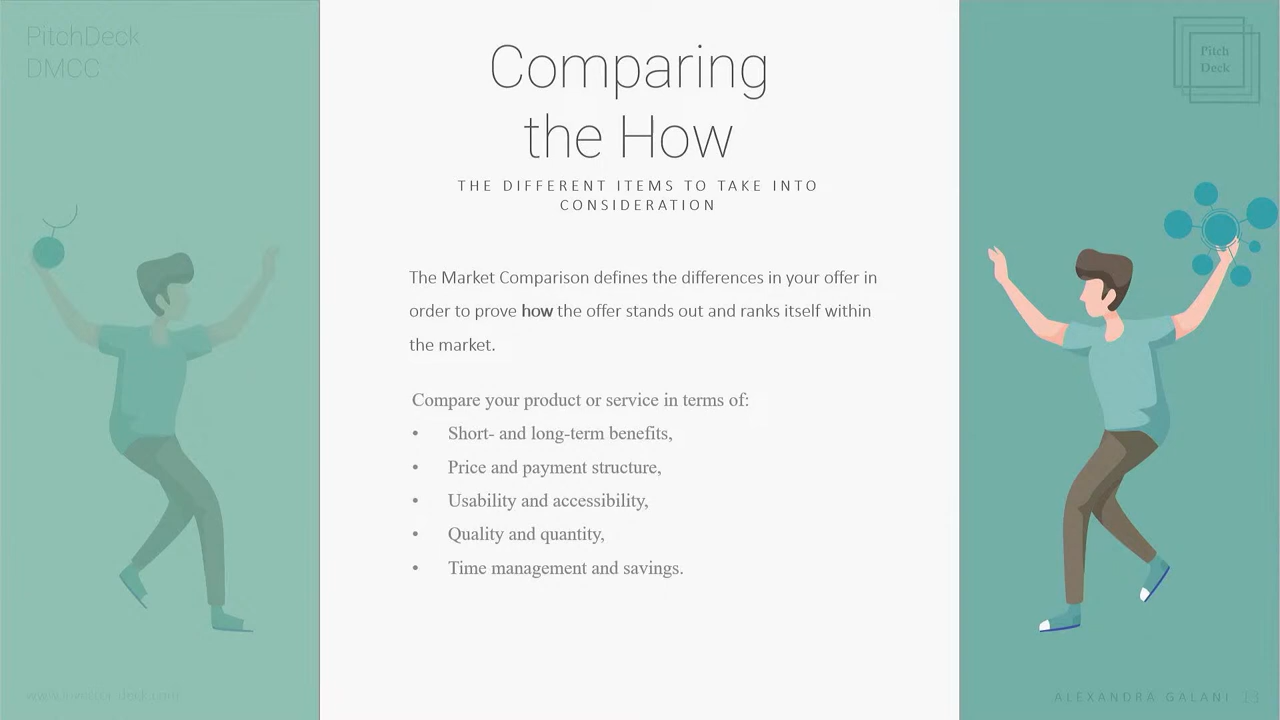 PitchDeck
DMCC
Pitch
Deck
Comparing
the How
THE DIFFERENT ITEMS TO TAKE INTO
CONSIDERATION
The Market Comparison defines the differences in your offer in
order to prove how the offer stands out and ranks itself within
the market.
Compare your product or service in terms of:
• Short- and long-term benefits,
• Price and payment structure,
• Usability and accessibility,
• Quality and quantity,
• Time management and savings.
ALEXANDRA GALANI